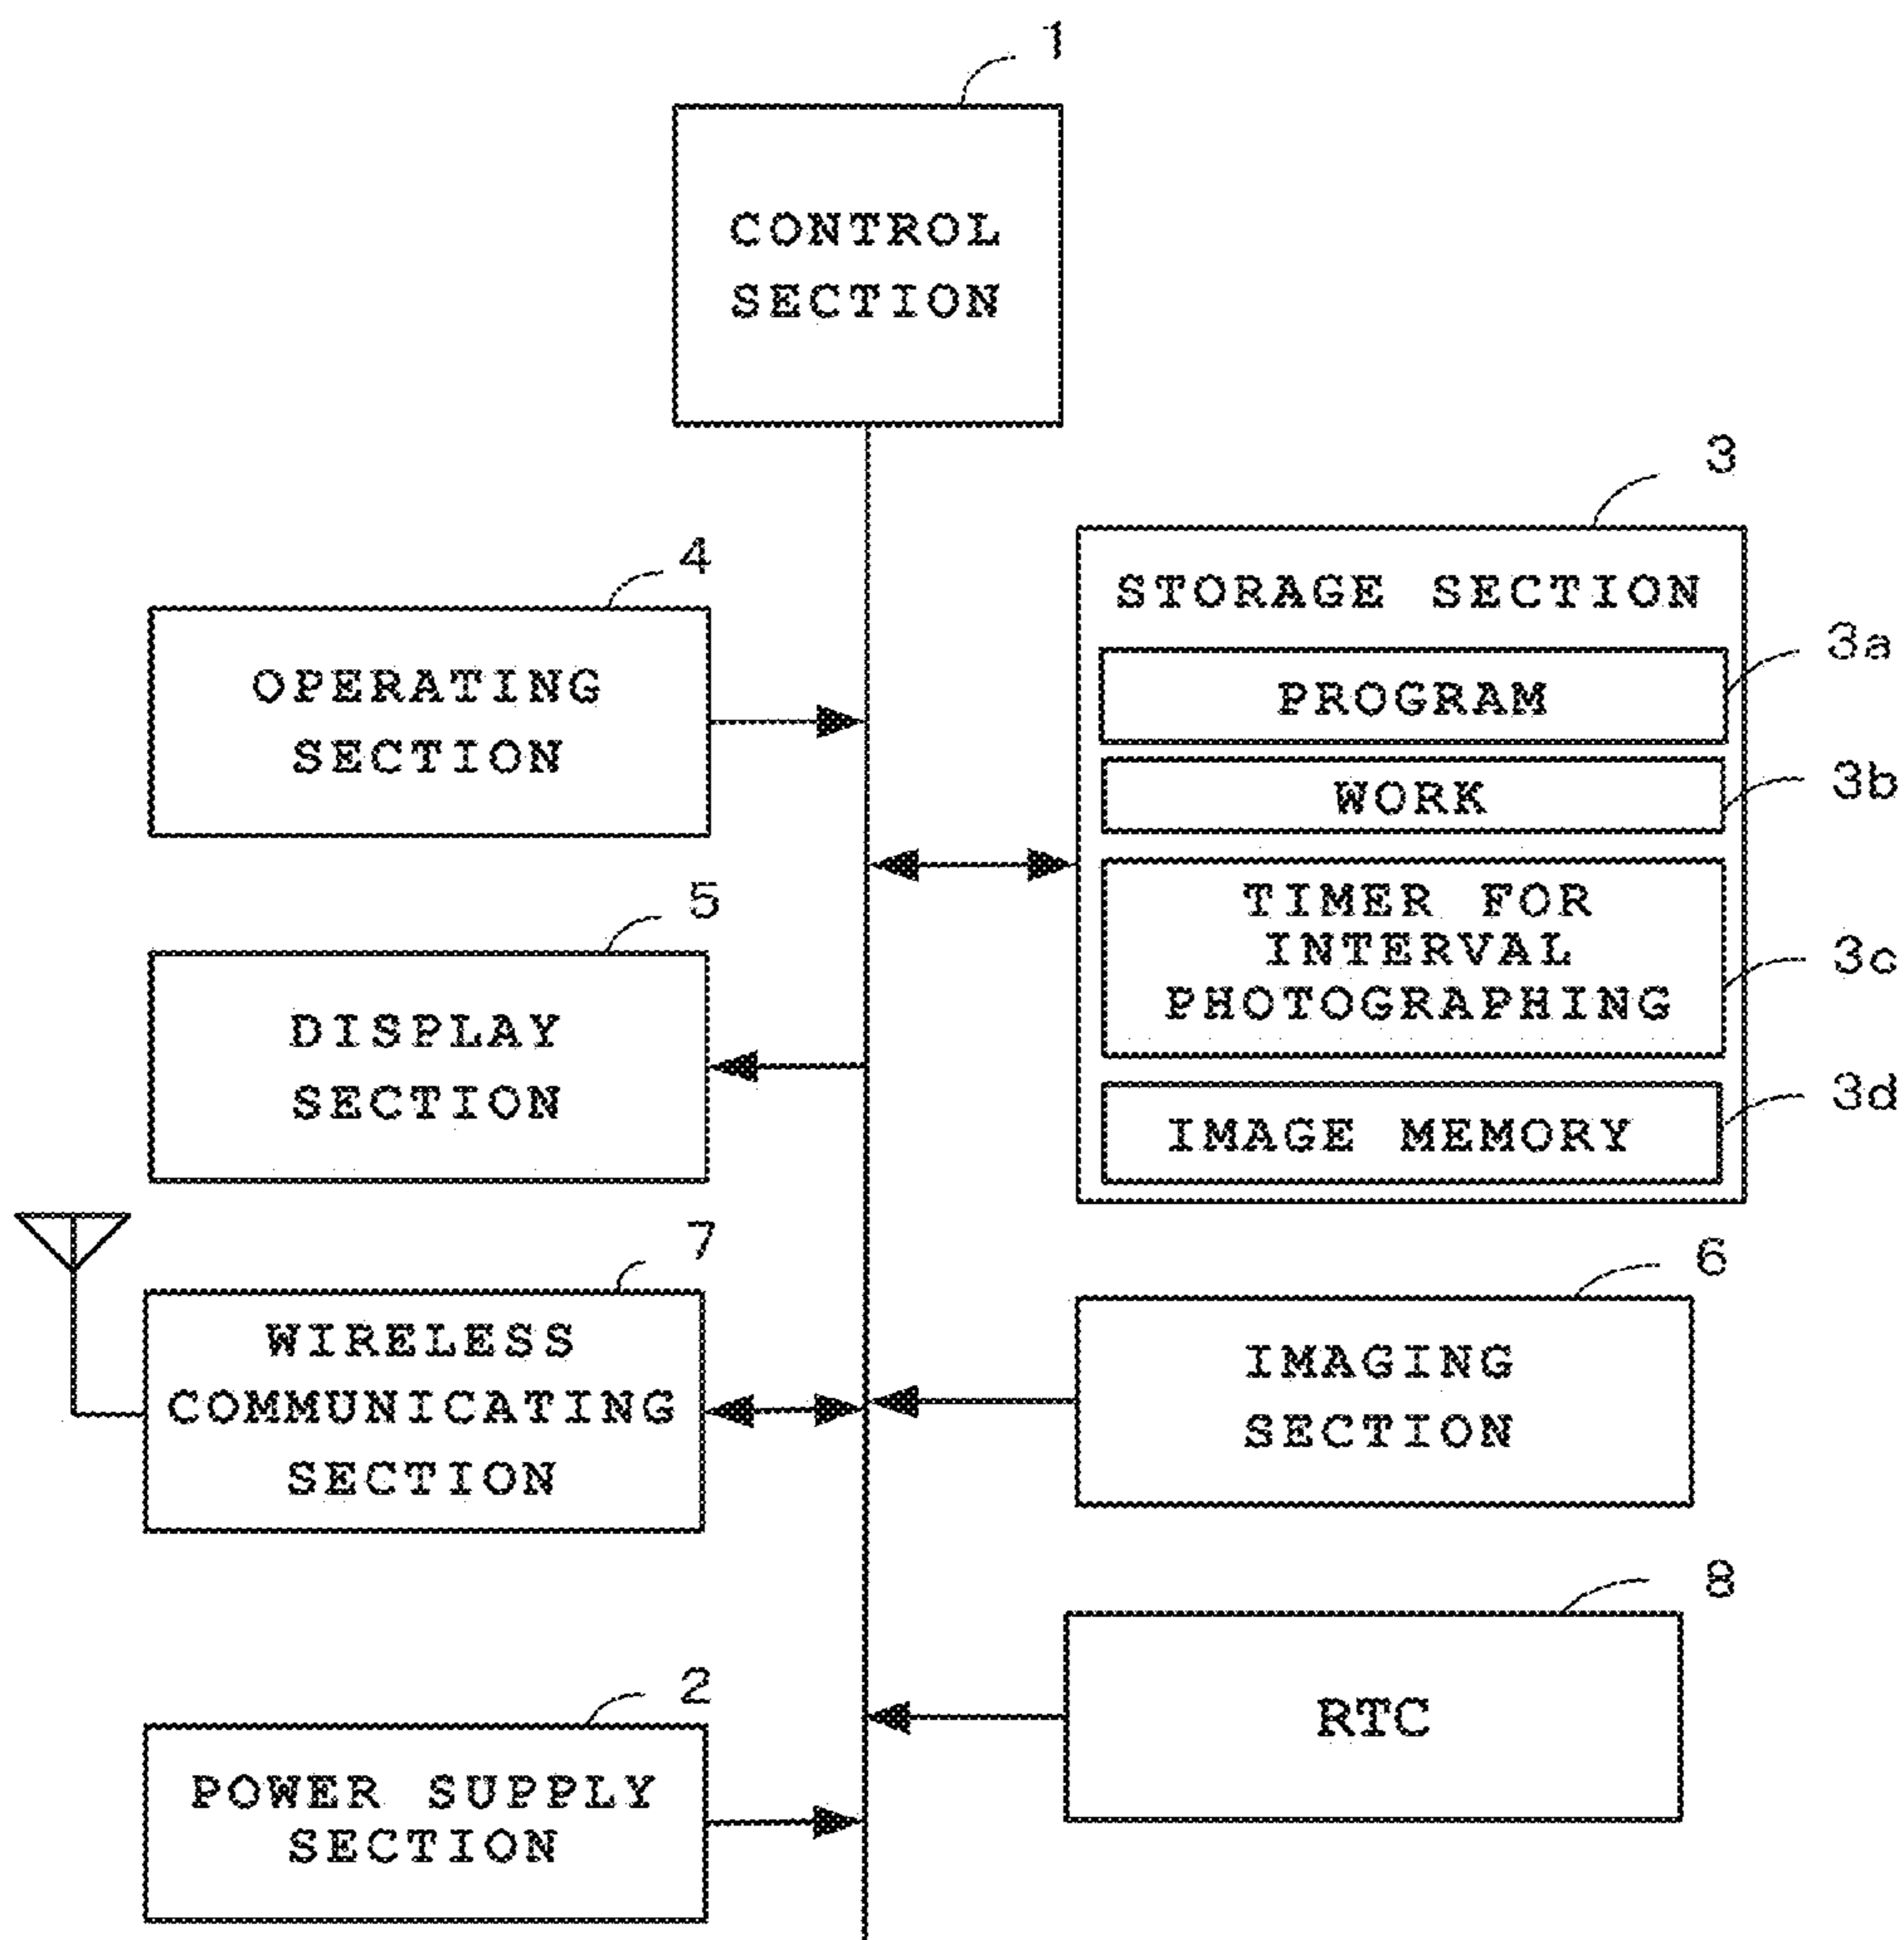 1
CONTROL
SECTION
3
STORAGE SECTION
3a
PROGRAM
3b
WORK
3c
TIMER FOR
INTERVAL
PHOTOGRAPHING
3d
IMAGE MEMORY
4
OPERATING
SECTION
5
DISPLAY
SECTION
7
WIRELESS
COMMUNICATING
SECTION
6
IMAGING
SECTION
8
RTC
2
POWER SUPPLY
SECTION